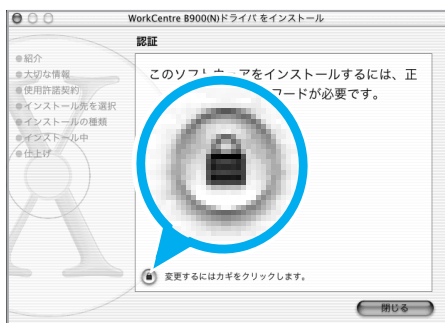 WorkCentre B900(N)ドライバ をインストール
認証
紹介
大切な情報
使用許諾契約
インストール先を選択
インストールの種類
インストール中
仕上げ
このソフト アをインストールするには、正
ードが必要です。
変更するにはカギをクリックします。
閉じる